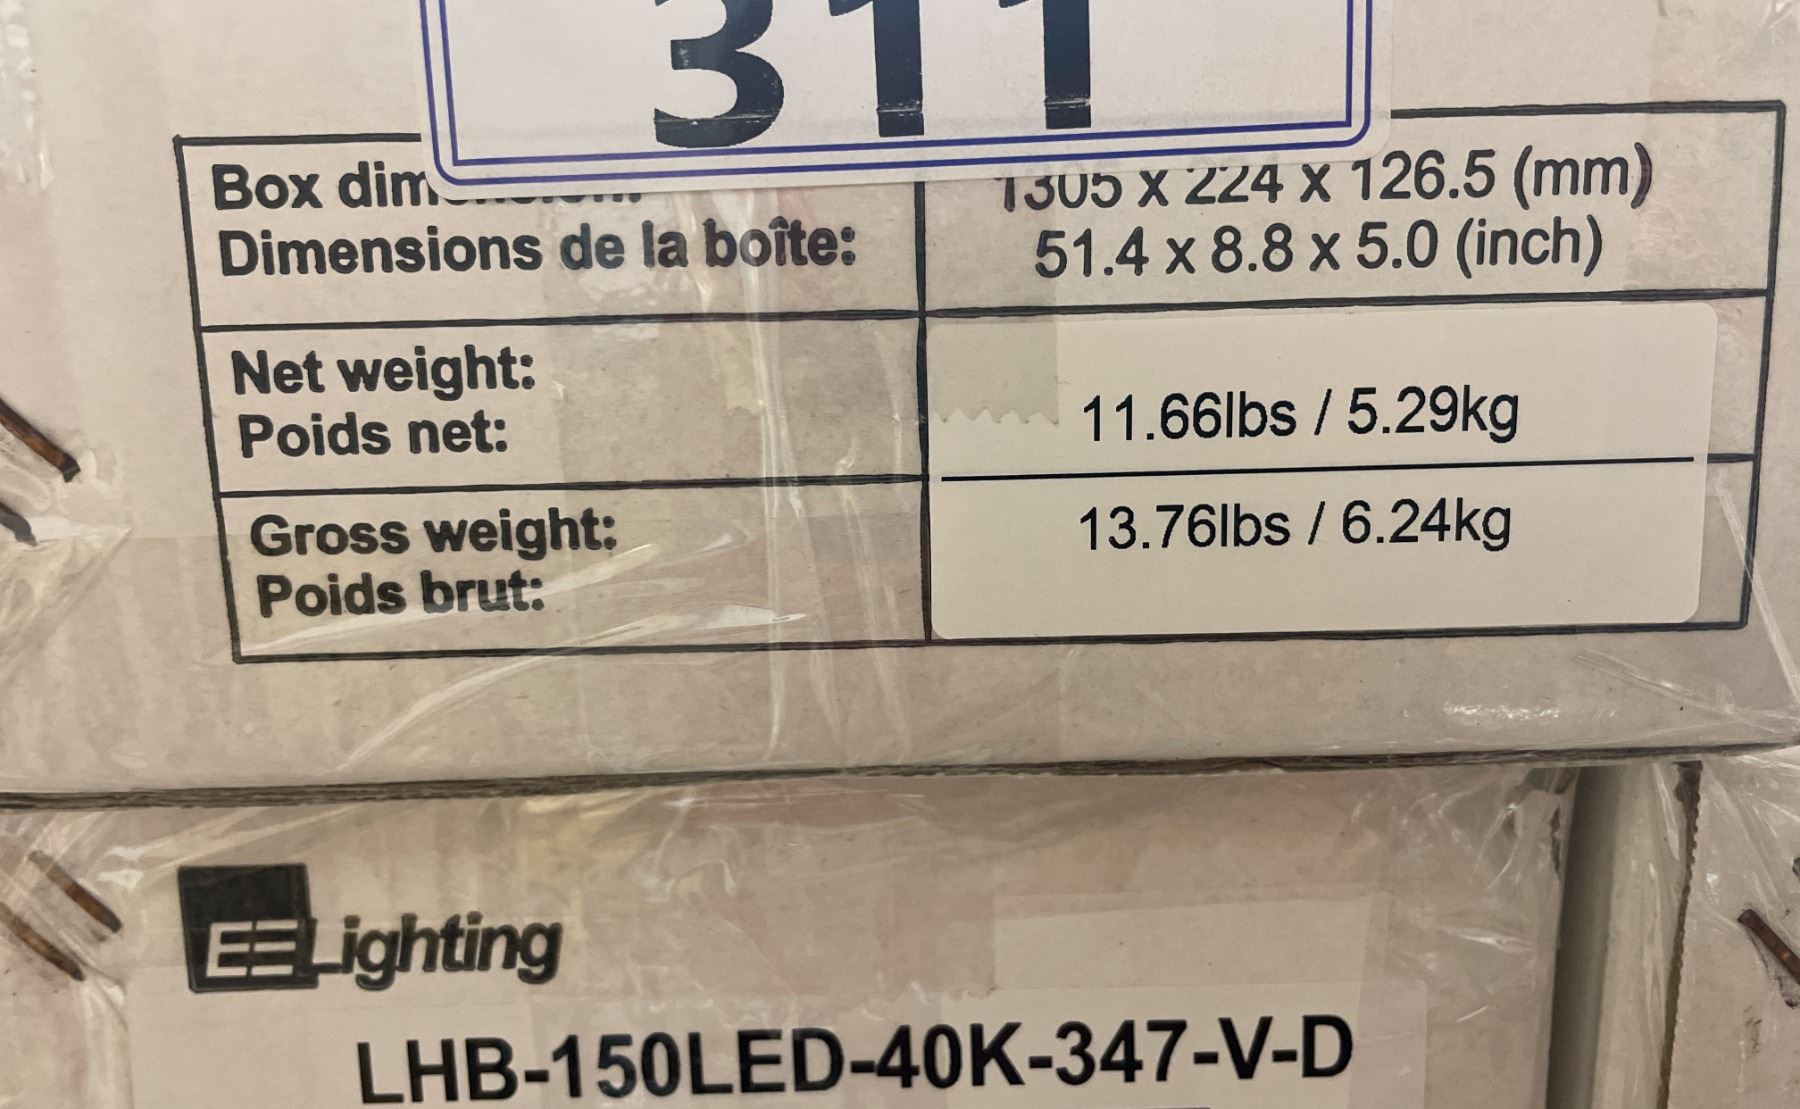 311
Box
1305 x 224 x 126.5 (mm)
Dimensions de la boîte:
51.4 x 8.8 x 5.0 (inch)
Net weight:
Poids net:
11.66lbs / 5.29kg
Gross weight:
Poids brut:
13.76lbs / 6.24kg
EELighting
LHB-150LED-40K-347-V-D